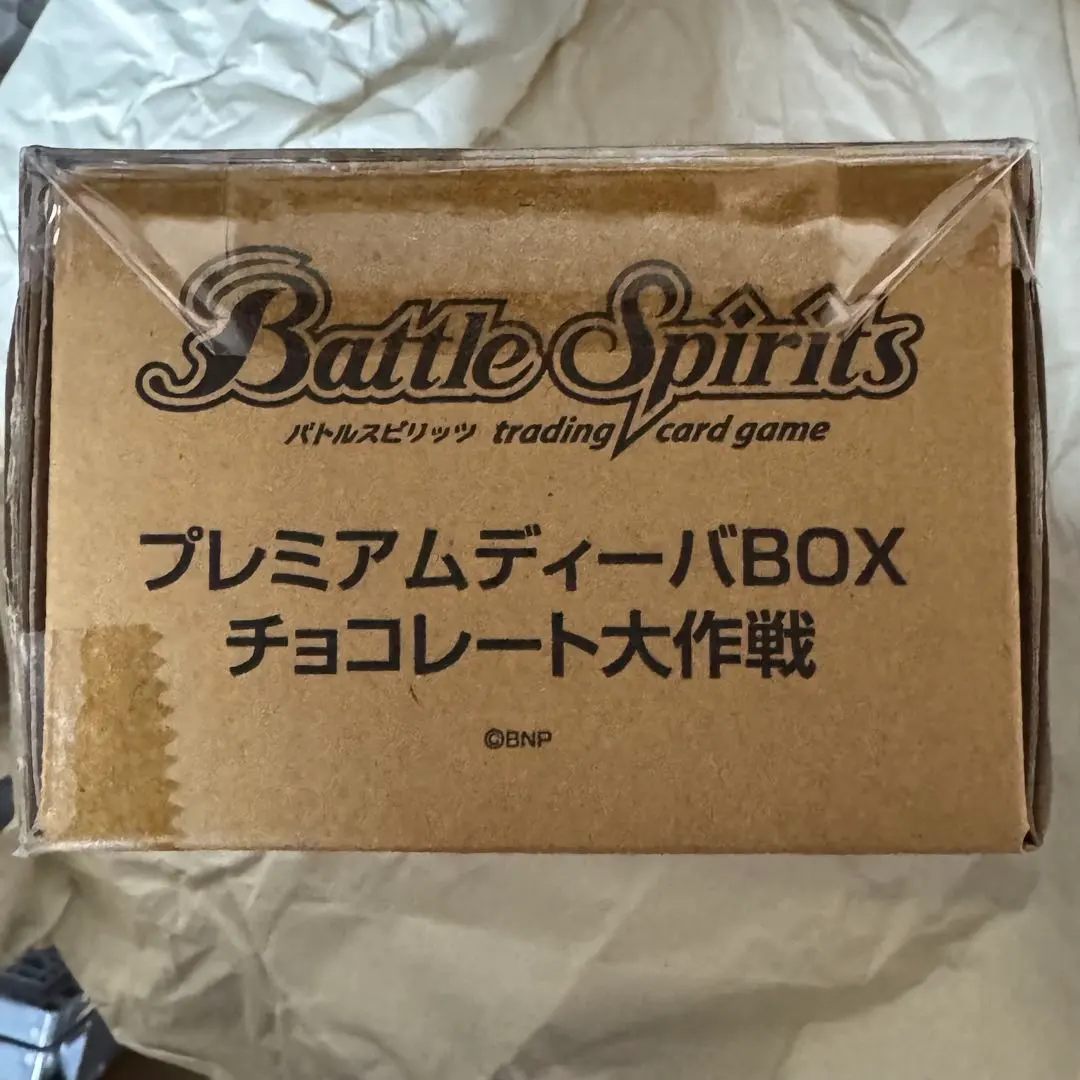 Battle Spirits
バトルスピリッツ trading card game
プレミアムディーバBOX
チョコレート大作戦
©BNP